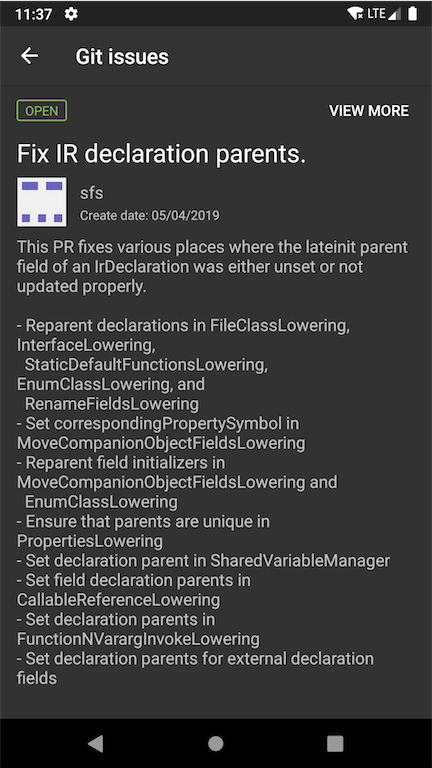 11:37 LTE
Git issues
OPEN VIEW MORE
Fix IR declaration parents.
sfs
Create date: 05/04/2019
This PR fixes various places where the lateinit parent
field of an IrDeclaration was either unset or not
updated properly.
- Reparent declarations in FileClassLowering,
InterfaceLowering,
StaticDefaultFunctionsLowering,
EnumClassLowering, and
RenameFieldsLowering
- Set correspondingPropertySymbol in
MoveCompanionObjectFieldsLowering
- Reparent field initializers in
MoveCompanionObjectFieldsLowering and
EnumClassLowering
- Ensure that parents are unique in
PropertiesLowering
- Set declaration parent in SharedVariableManager
- Set field declaration parents in
CallableReferenceLowering
- Set declaration parents in
FunctionNVarargInvokeLowering
- Set declaration parents for external declaration
fields